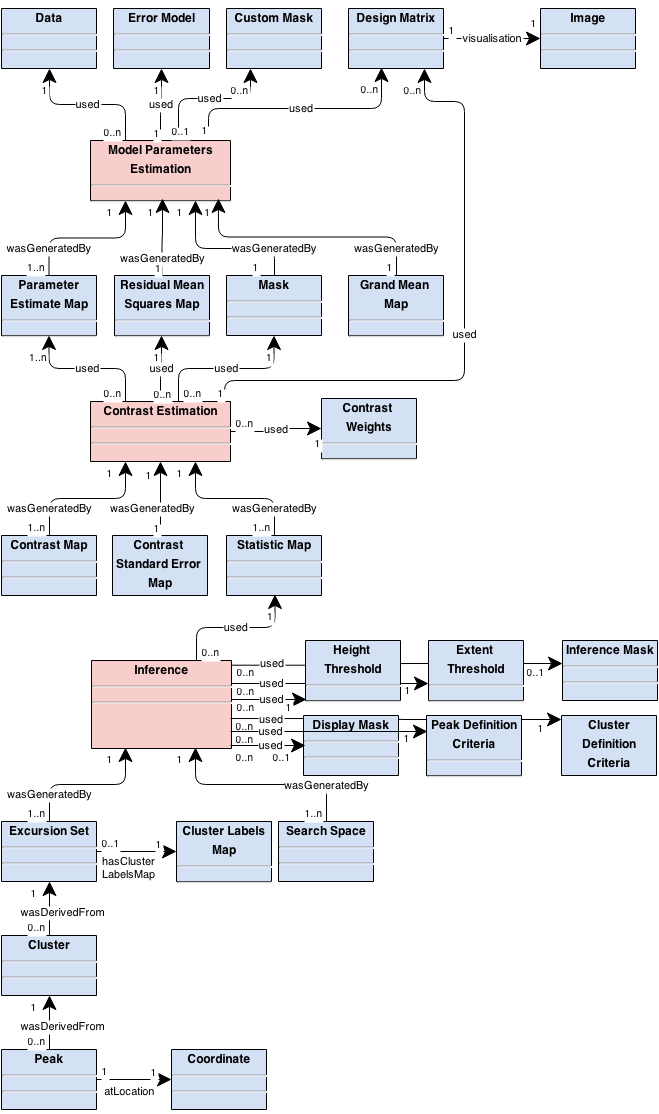 Data
Error Model
Custom Mask
Design Matrix
Image
1
visualisation
1
1
used
0..n
1
used
1
0..n
used
0..1
0..n
used
1
0..n
Model Parameters
Estimation
1
wasGeneratedBy
1..n
1
wasGeneratedBy
1
1
wasGeneratedBy
1
1
wasGeneratedBy
1
Parameter
Estimate Map
Residual Mean
Squares Map
Mask
Grand Mean
Map
used
1..n
used
0..n
1
used
0..n
1
used
0..n
1
Contrast Estimation
0..n
used
1
Contrast
Weights
1
wasGeneratedBy
1..n
1
wasGeneratedBy
1
1
wasGeneratedBy
1..n
Contrast Map
Contrast
Standard Error
Map
Statistic Map
1
used
0..n
Inference
used
0..n
used
0..n
used
0..n
1
Height
Threshold
1
Extent
Threshold
0..1
Inference Mask
used
0..n
used
0..n
used
0..n
0..1
Display Mask
1
Peak Definition
Criteria
1
Cluster
Definition
Criteria
1
wasGeneratedBy
1..n
1
wasGeneratedBy
1..n
Excursion Set
0..1
1
hasCluster
LabelsMap
Cluster Labels
Map
Search Space
1
wasDerivedFrom
0..n
Cluster
1
wasDerivedFrom
0..n
Peak
1
1
atLocation
Coordinate